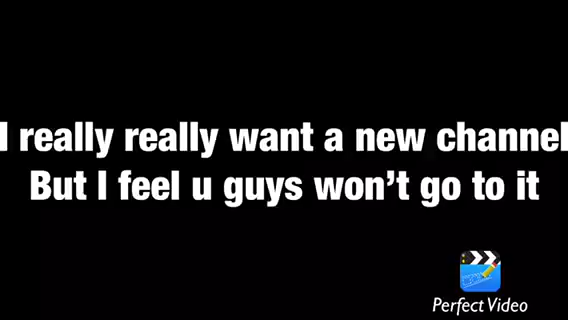 I really really want a new channel
But I feel u guys won't go to it
Perfect Video